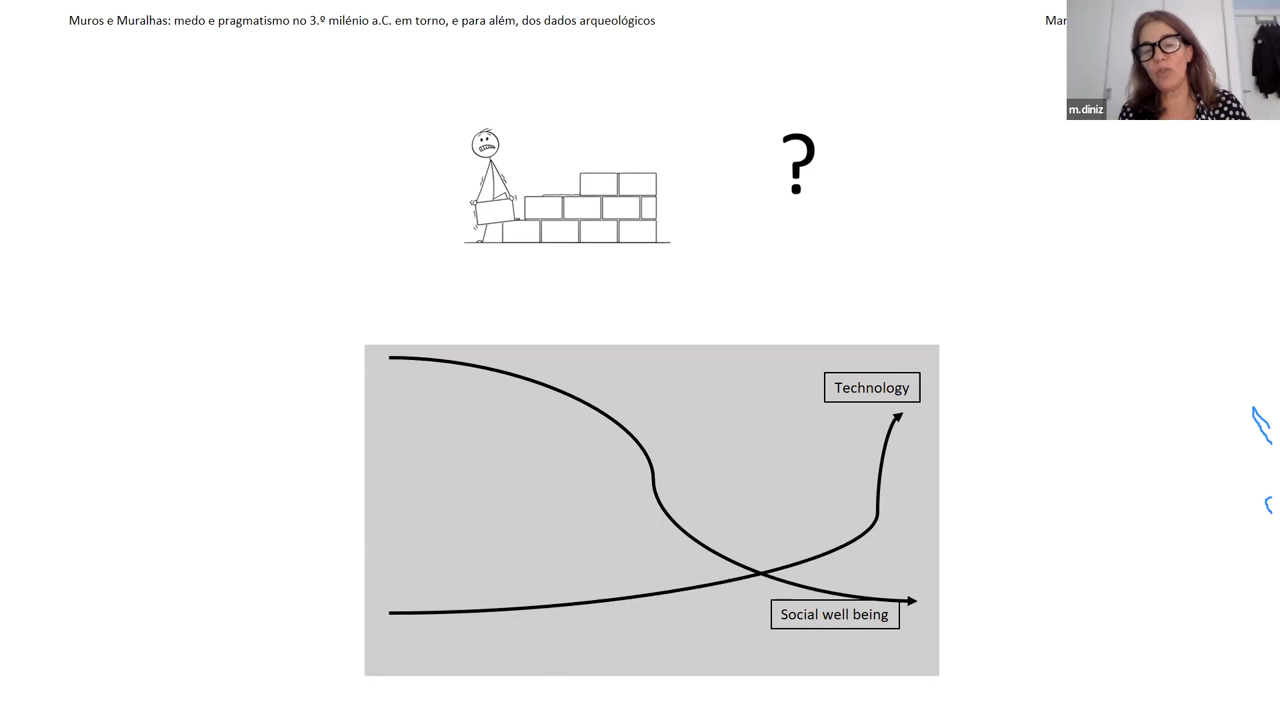 Muros e Muralhas: medo e pragmatismo no 3.º milénio a.C. em torno, e para além, dos dados arqueológicos
m.diniz
?
Technology
Social well being